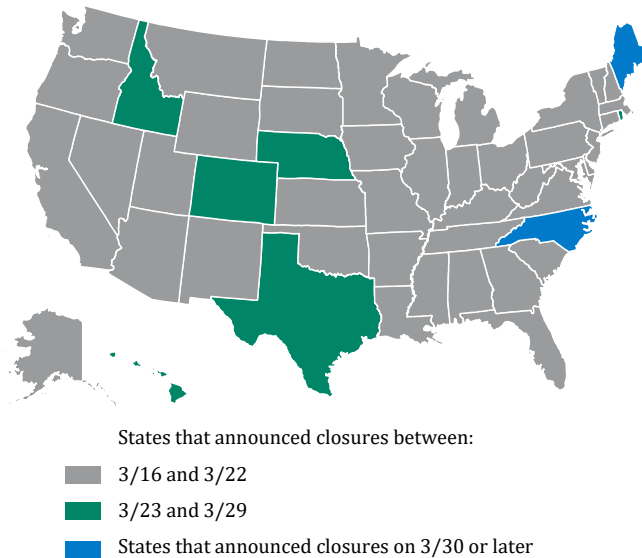 States that announced closures between:
3/16 and 3/22
3/23 and 3/29
States that announced closures on 3/30 or later